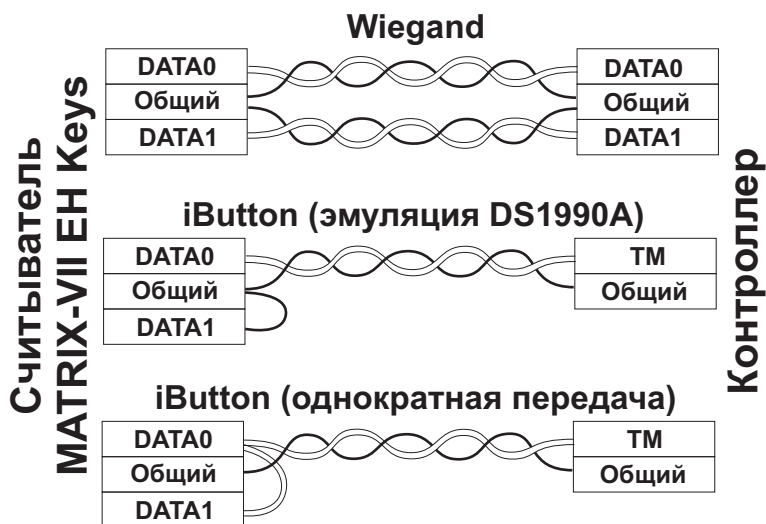 Wiegand
DATA0
Общий
DATA1
DATA0
Общий
DATA1
Считыватель
MATRIX-VII EH Keys
Контроллер
iButton (эмуляция DS1990A)
DATA0
Общий
DATA1
TM
Общий
iButton (однократная передача)
DATA0
Общий
DATA1
TM
Общий